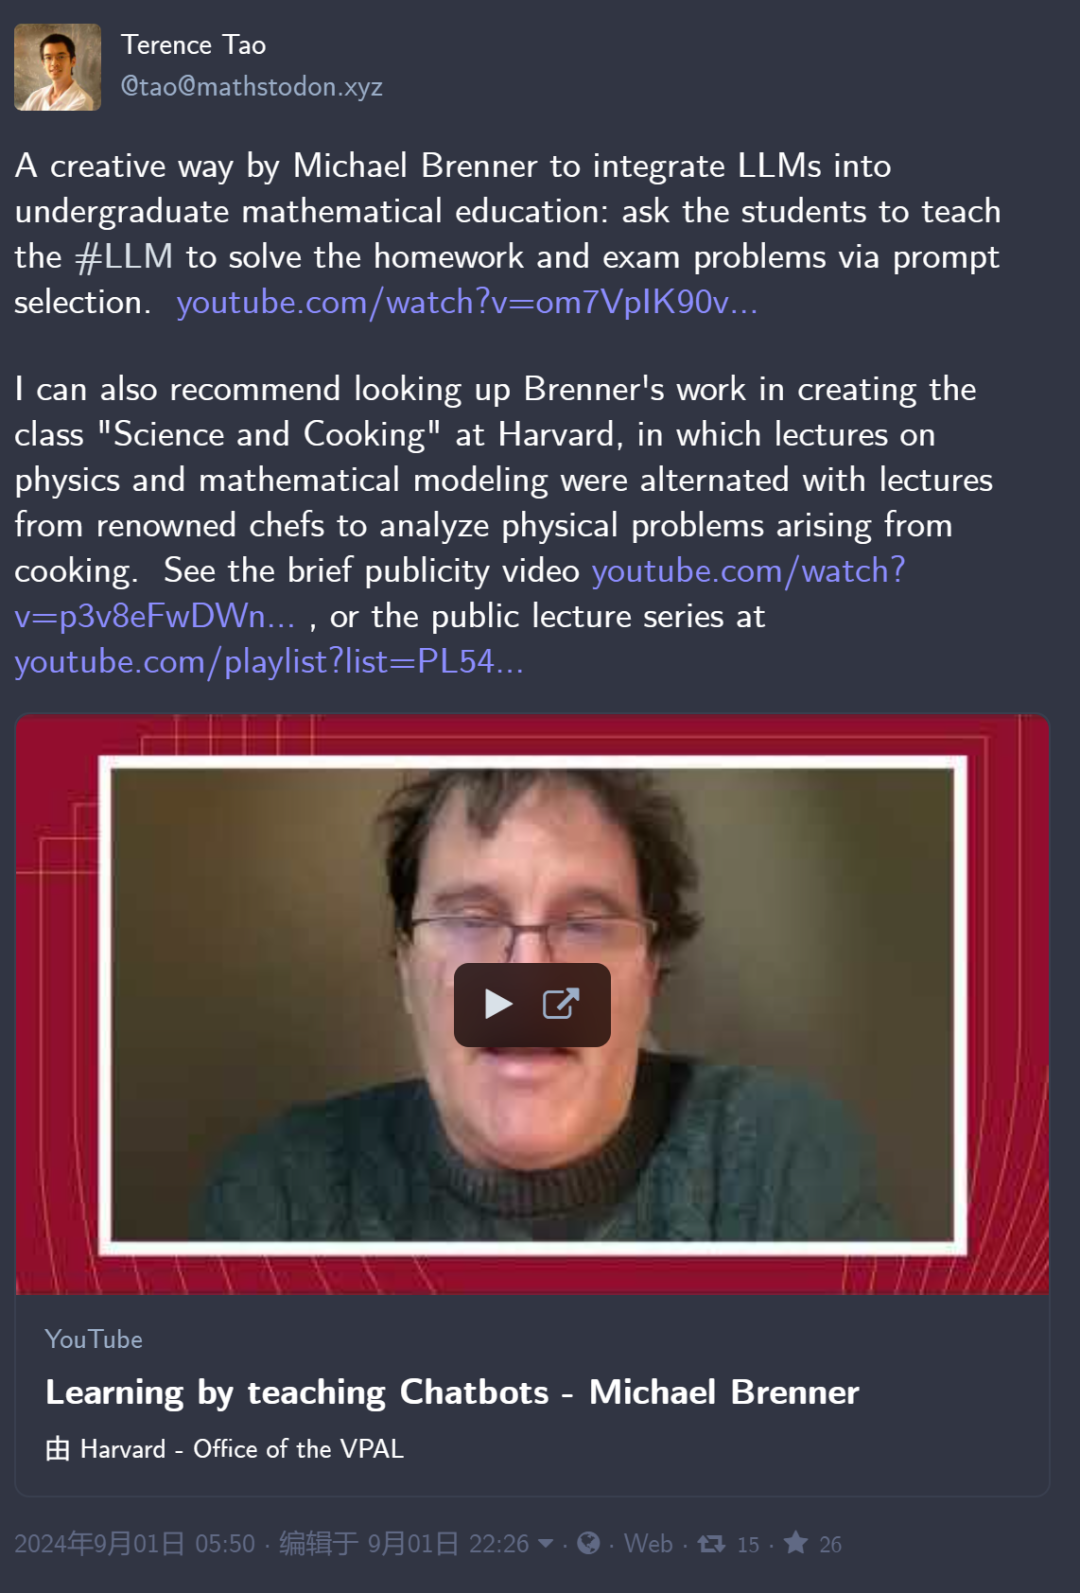 Terence Tao
@tao@mathstodon.xyz
A creative way by Michael Brenner to integrate LLMs into
undergraduate mathematical education: ask the students to teach
the #LLM to solve the homework and exam problems via prompt
selection.  youtube.com/watch?v=om7VpIK90v...
I can also recommend looking up Brenner's work in creating the
class "Science and Cooking" at Harvard, in which lectures on
physics and mathematical modeling were alternated with lectures
from renowned chefs to analyze physical problems arising from
cooking.  See the brief publicity video youtube.com/watch?
v=p3v8eFwDWn... , or the public lecture series at
youtube.com/playlist?list=PL54...
YouTube
Learning by teaching Chatbots - Michael Brenner
由 Harvard - Office of the VPAL
2024年9月01日 05:50 · 编辑于 9月01日 22:26 · Web · 15 · 26